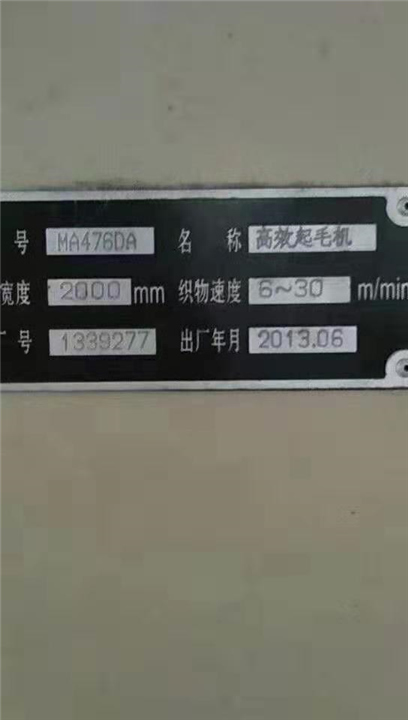 号 MA476DA 名 称 高效起毛机
宽度 2000 mm 织物速度 6~30 m/min
号 1339277 出厂年月 2013.06